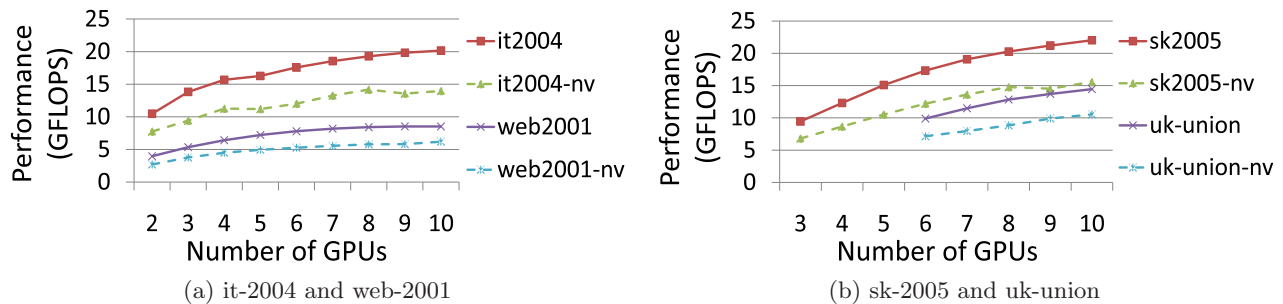 Performance
(GFLOPS)
25
20
15
10
5
0
2 3 4 5 6 7 8 9 10
Number of GPUs
it2004
it2004-nv
web2001
web2001-nv
(a) it-2004 and web-2001
Performance
(GFLOPS)
25
20
15
10
5
0
3 4 5 6 7 8 9 10
Number of GPUs
sk2005
sk2005-nv
uk-union
uk-union-nv
(b) sk-2005 and uk-union